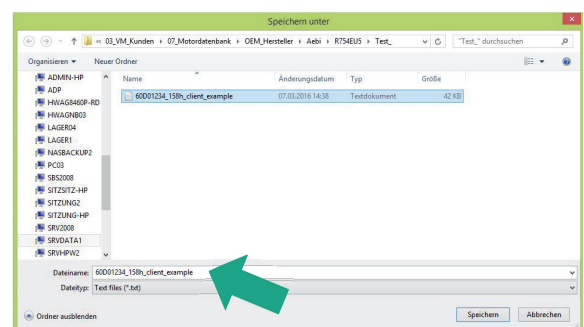 Speichern unter
« 03_VM_Kunden › 07_Motordatenbank › OEM_Hersteller › Aebi › R754EU5 › Test_
"Test_" durchsuchen
Organisieren
Neuer Ordner
Name
Änderungsdatum
Typ
Größe
ADMIN-HP
ADP
HWAG8460P-RD
HWAGNB03
LAGER04
LAGER1
NASBACKUP2
PC03
SBS2008
SITZSITZ-HP
SITZUNG2
SITZUNG-HP
SRV2008
SRVDATA1
SRVHPW2
60D01234_158h_client_example
07.03.2016 14:38
Textdokument
42 KB
Dateiname: 60D01234_158h_client_example
Dateityp: Text files (*.txt)
Ordner ausblenden
Speichern
Abbrechen